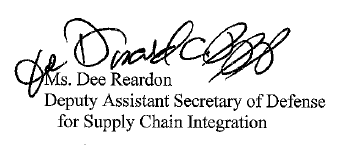 Ms. Dee Reardon
Deputy Assistant Secretary of Defense
for Supply Chain Integration